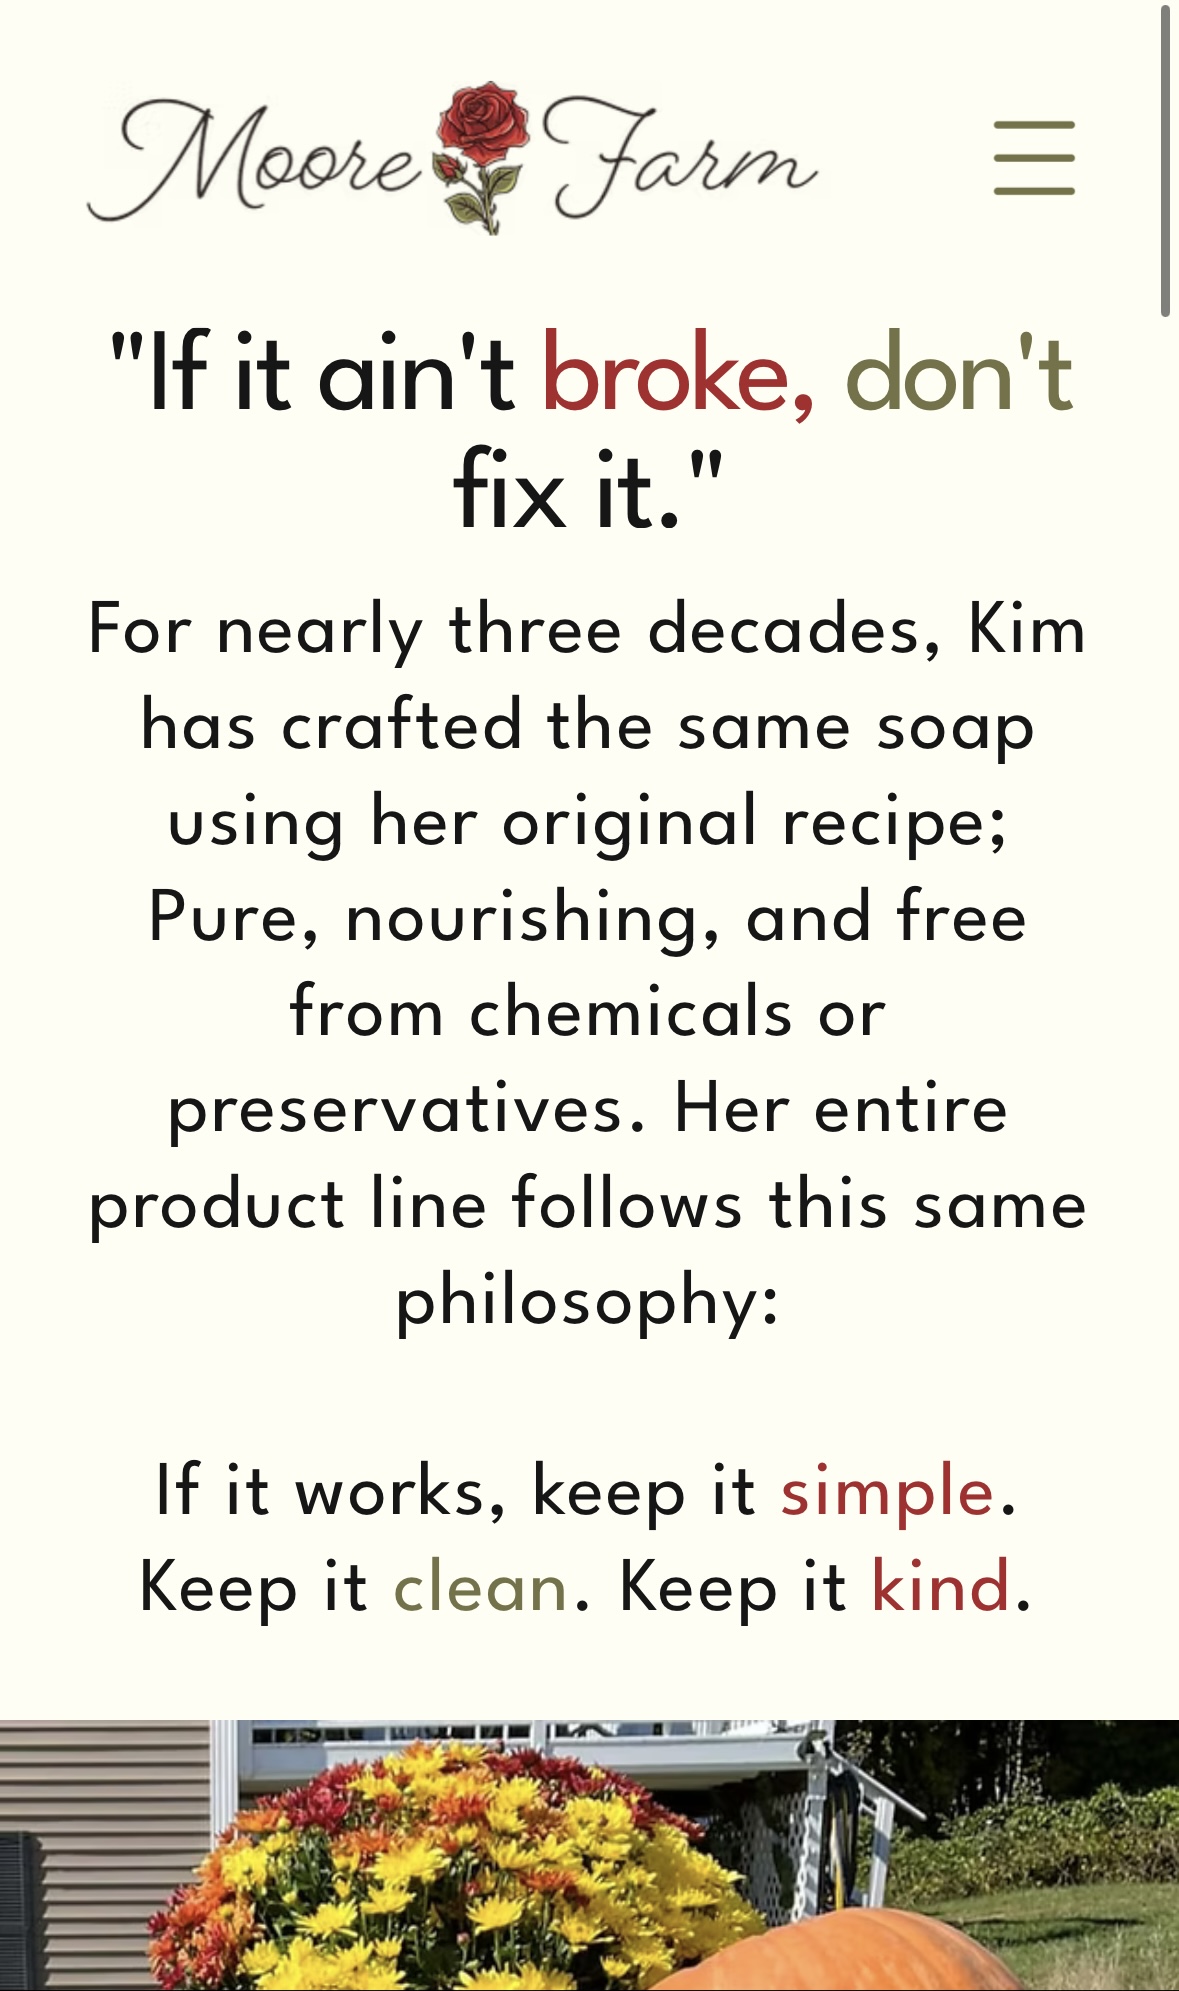 Moore Farm
"If it ain't broke, don't
fix it."
For nearly three decades, Kim
has crafted the same soap
using her original recipe;
Pure, nourishing, and free
from chemicals or
preservatives. Her entire
product line follows this same
philosophy:
If it works, keep it simple.
Keep it clean. Keep it kind.